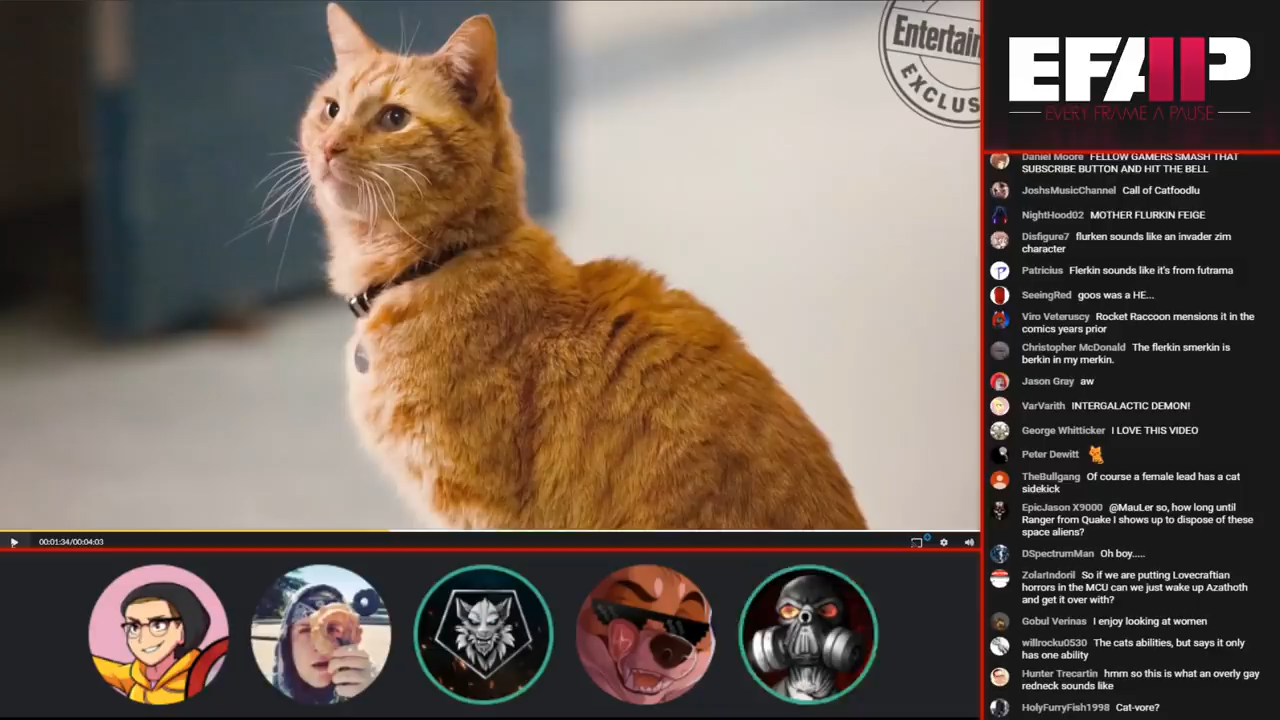 Entertain
EXCLUS
EFAP
EVERY FRAME A PAUSE
Daniel Moore FELLOW GAMERS SMASH THAT
SUBSCRIBE BUTTON AND HIT THE BELL
JoshsMusicChannel Call of Catfoodlu
NightHood02 MOTHER FLURKIN FEIGE
Disfigure7 flurken sounds like an invader zim
character
Patricius Flerkin sounds like it's from futrama
SeeingRed goos was a HE...
Viro Veteruscy Rocket Raccoon mensions it in the
comics years prior
Christopher McDonald The flerkin smerkin is
berkin in my merkin.
Jason Gray aw
VarVarith INTERGALACTIC DEMON!
George Whitticker I LOVE THIS VIDEO
Peter Dewitt
TheBullgang Of course a female lead has a cat
sidekick
EpicJason X9000 @MauLer so, how long until
Ranger from Quake I shows up to dispose of these
space aliens?
DSpectrumMan Oh boy.....
ZolarIndoril So if we are putting Lovecraftian
horrors in the MCU can we just wake up Azathoth
and get it over with?
Gobul Verinas I enjoy looking at women
willrocku0530 The cats abilities, but says it only
has one ability
Hunter Trecartin hmm so this is what an overly gay
redneck sounds like
HolyFurryFish1998 Cat-vore?
00:01:34/00:04:03